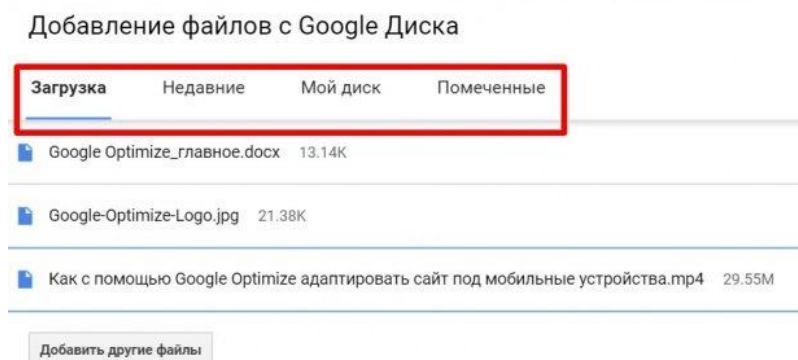 Добавление файлов с Google Диска
Загрузка Недавние Мой диск Помеченные
Google Optimize_главное.docx 13.14K
Google-Optimize-Logo.jpg 21.38K
Как с помощью Google Optimize адаптировать сайт под мобильные устройства.mp4 29.55M
Добавить другие файлы